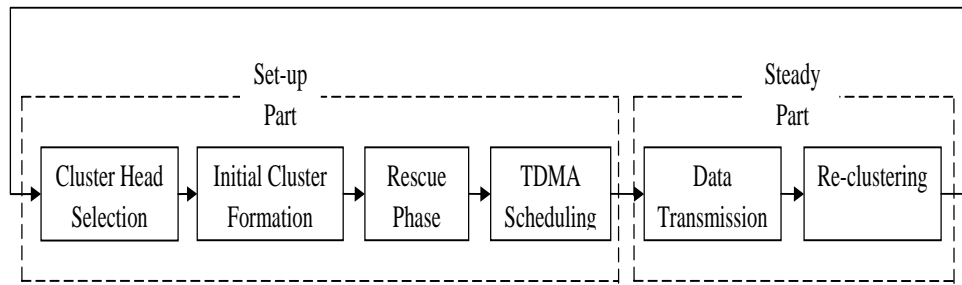 Set-up
Part
Steady
Part
Cluster Head
Selection
Initial Cluster
Formation
Rescue
Phase
TDMA
Scheduling
Data
Transmission
Re-clustering